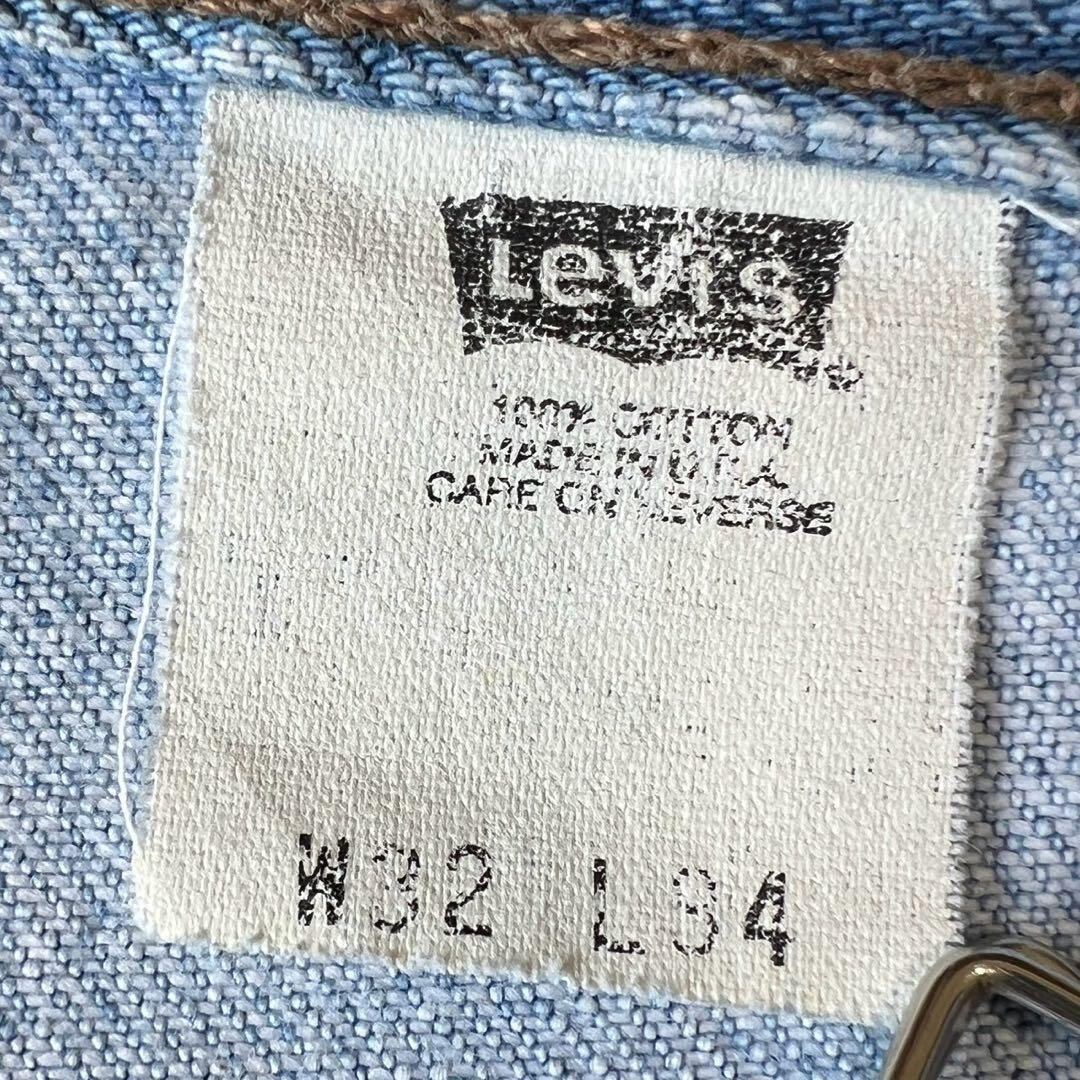 Levi's®
100% COTTON
MADE IN U.S.A.
CARE ON REVERSE
W32 L34